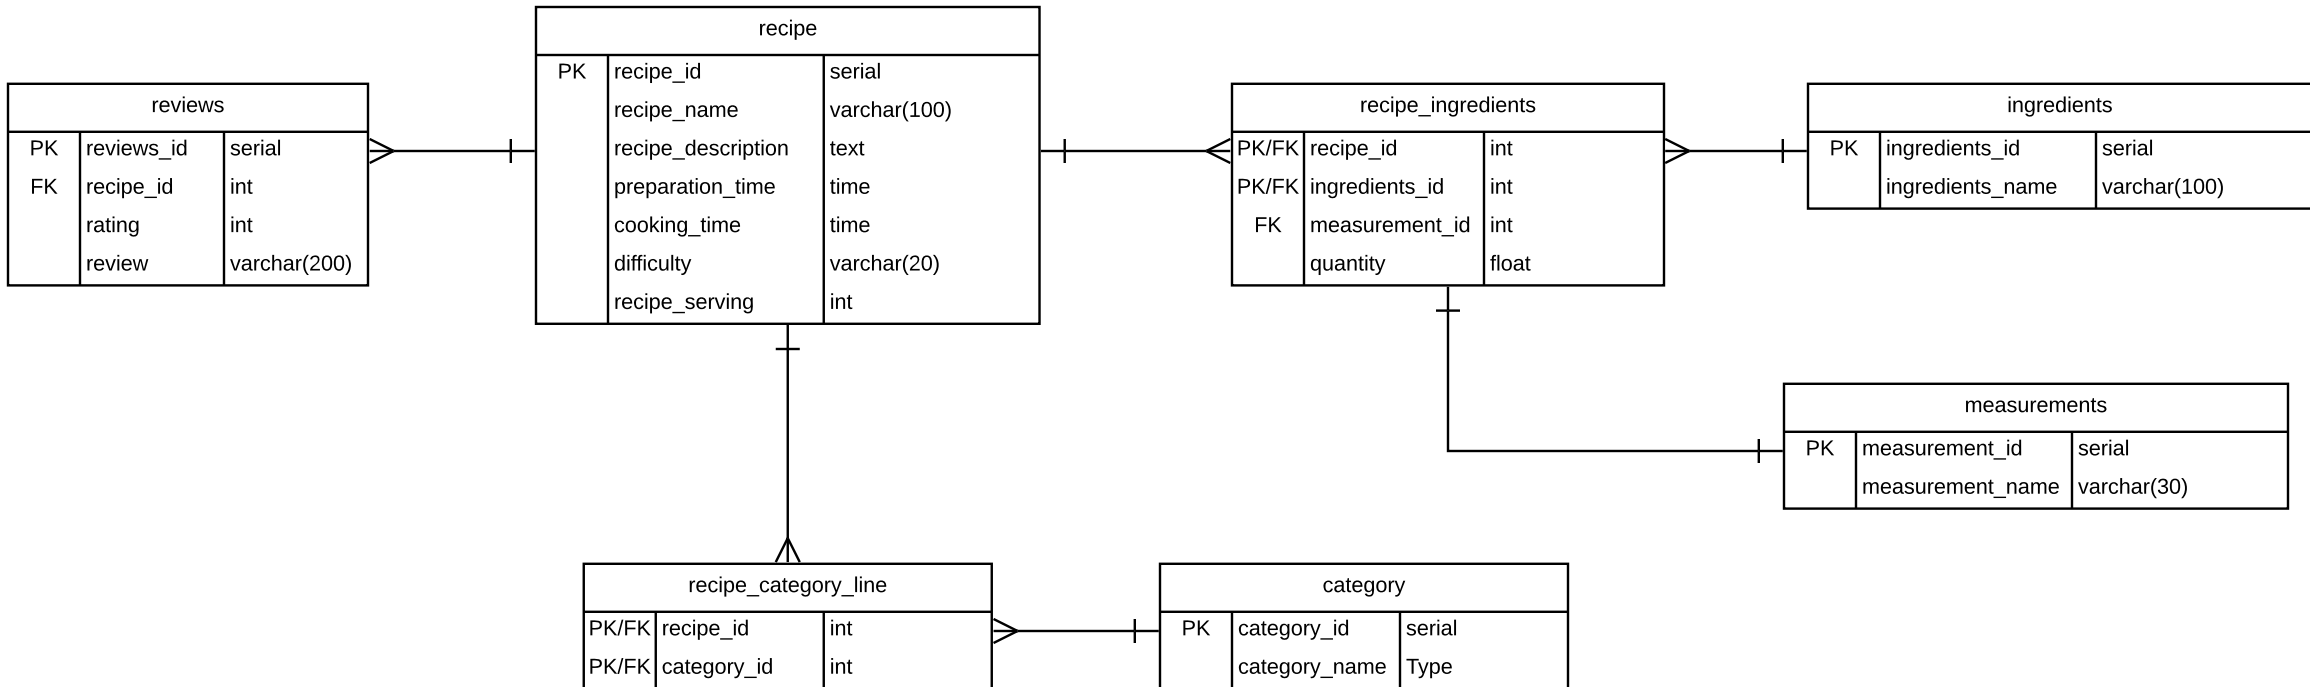 recipe
PK recipe_id serial
recipe_name varchar(100)
recipe_description text
preparation_time time
cooking_time time
difficulty varchar(20)
recipe_serving int
reviews
PK reviews_id serial
FK recipe_id int
rating int
review varchar(200)
recipe_ingredients
PK/FK recipe_id int
PK/FK ingredients_id int
FK measurement_id int
quantity float
ingredients
PK ingredients_id serial
ingredients_name varchar(100)
measurements
PK measurement_id serial
measurement_name varchar(30)
recipe_category_line
PK/FK recipe_id int
PK/FK category_id int
category
PK category_id serial
category_name Type